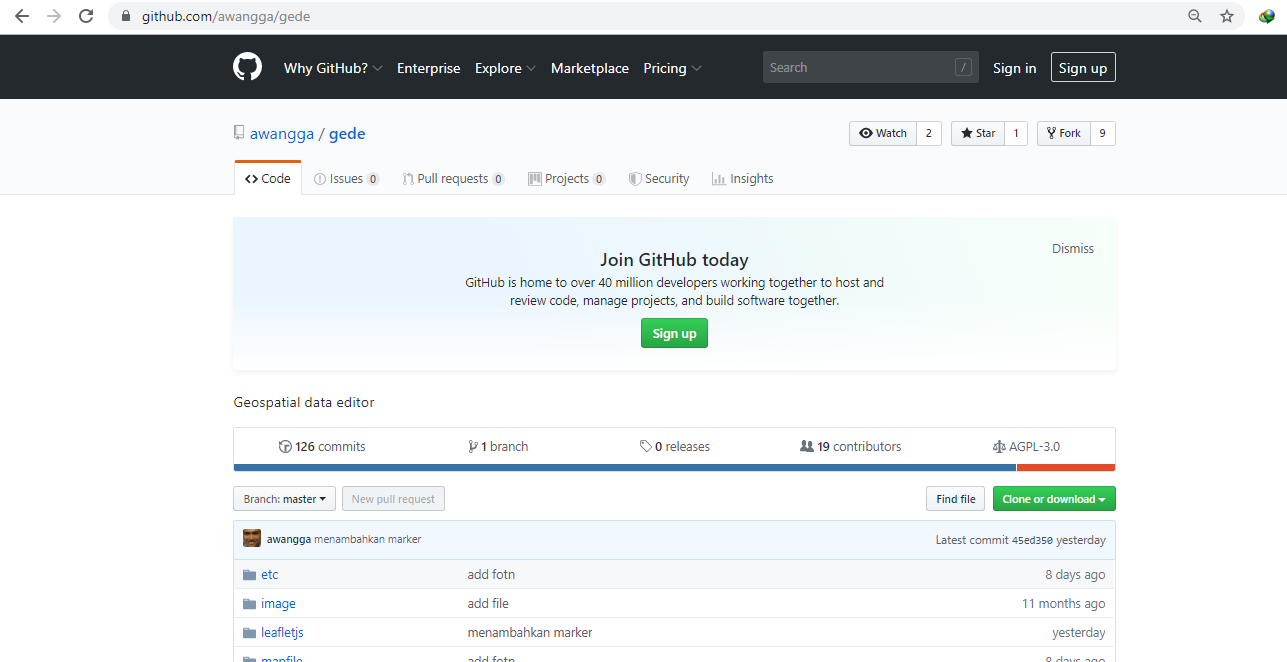 github.com/awangga/gede
Why GitHub? Enterprise Explore Marketplace Pricing Search / Sign in Sign up
awangga / gede Watch 2 Star 1 Fork 9
Code Issues 0 Pull requests 0 Projects 0 Security Insights
Dismiss
Join GitHub today
GitHub is home to over 40 million developers working together to host and
review code, manage projects, and build software together.
Sign up
Geospatial data editor
126 commits 1 branch 0 releases 19 contributors AGPL-3.0
Branch: master New pull request Find file Clone or download
awangga menambahkan marker Latest commit 45ed350 yesterday
etc add fotn 8 days ago
image add file 11 months ago
leafletjs menambahkan marker yesterday
mapfile add fotn 8 days ago